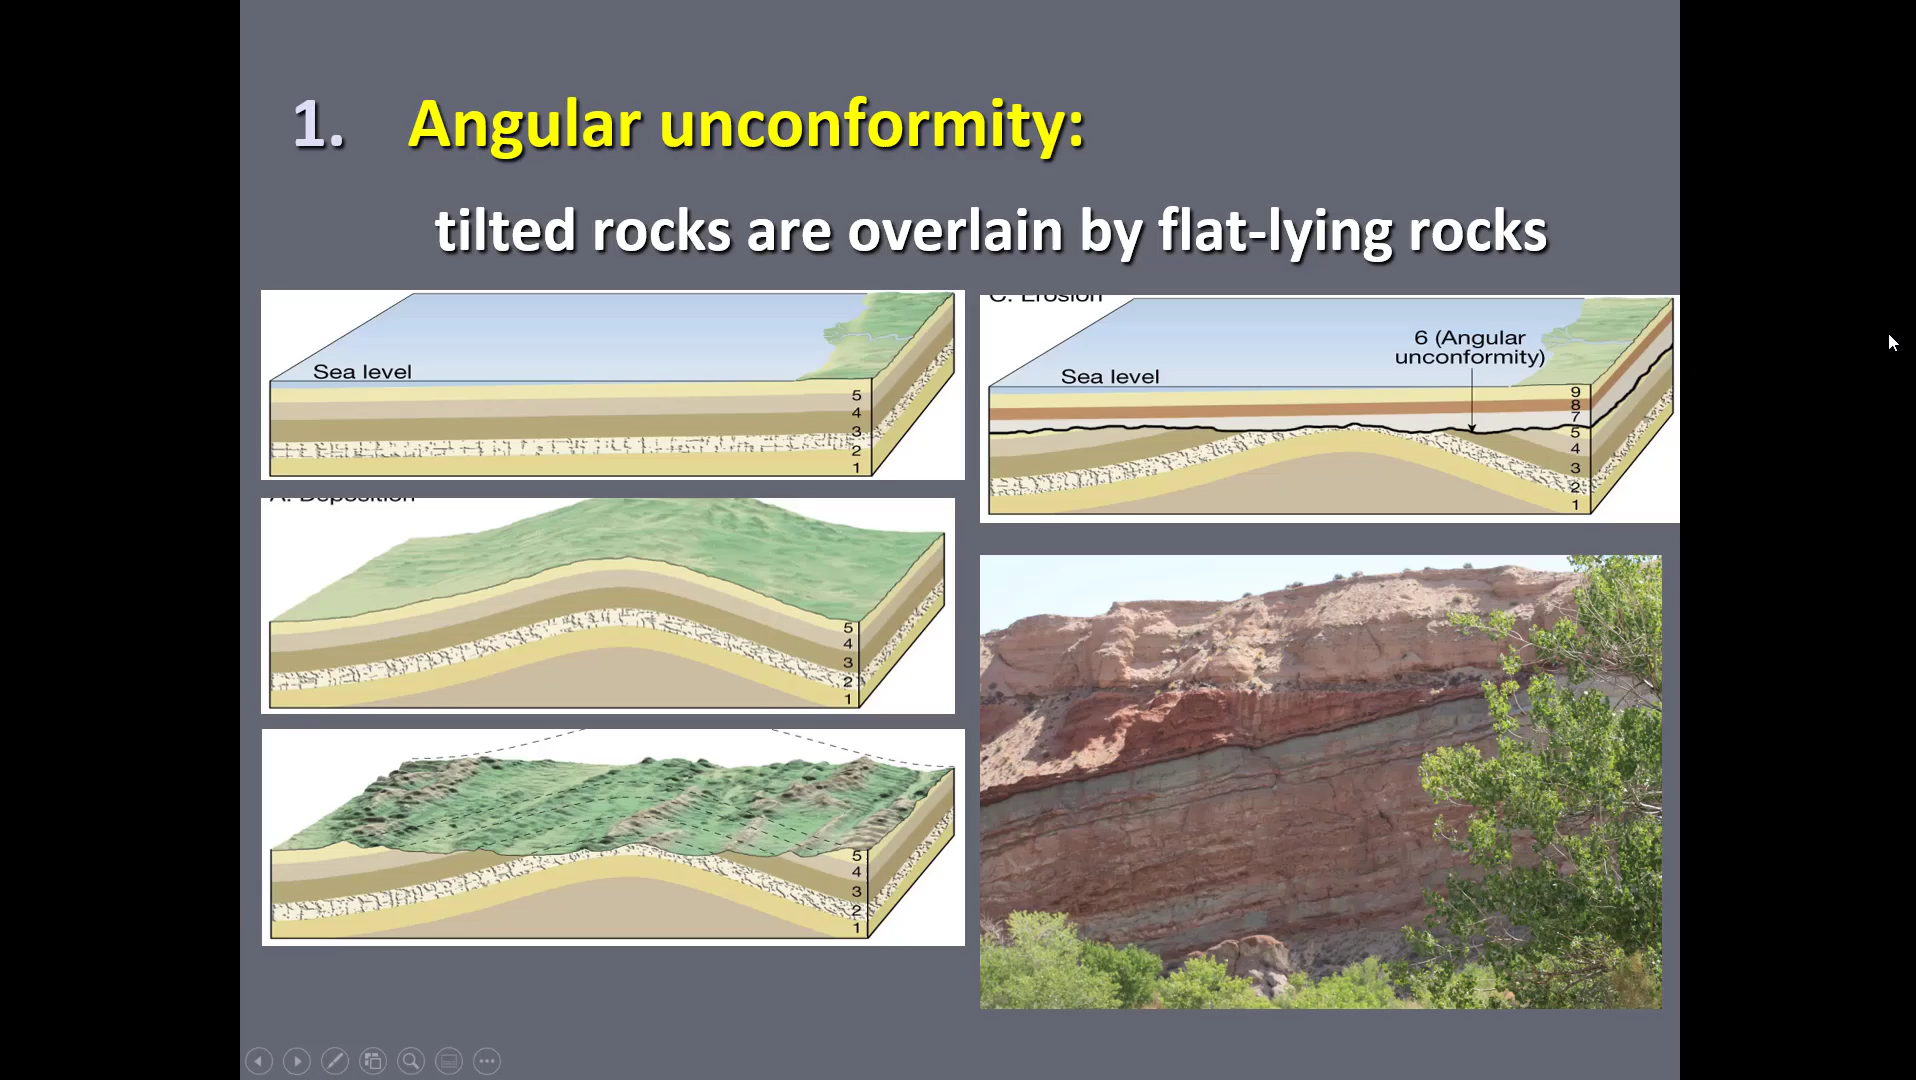 1. Angular unconformity:
tilted rocks are overlain by flat-lying rocks
Sea level
5
4
3
2
1
A. Deposition
5
4
3
2
1
5
4
3
2
1
C. Erosion
6 (Angular
unconformity)
Sea level
9
8
7
5
4
3
2
1